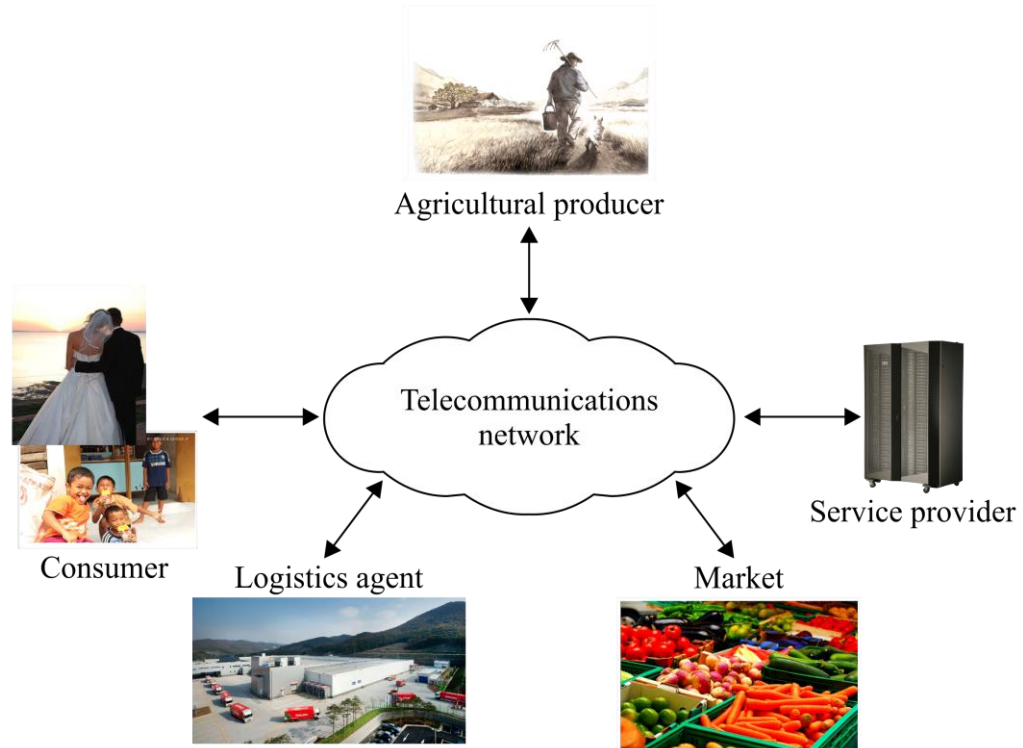 Agricultural producer
Telecommunications
network
Service provider
Consumer
Logistics agent
Market